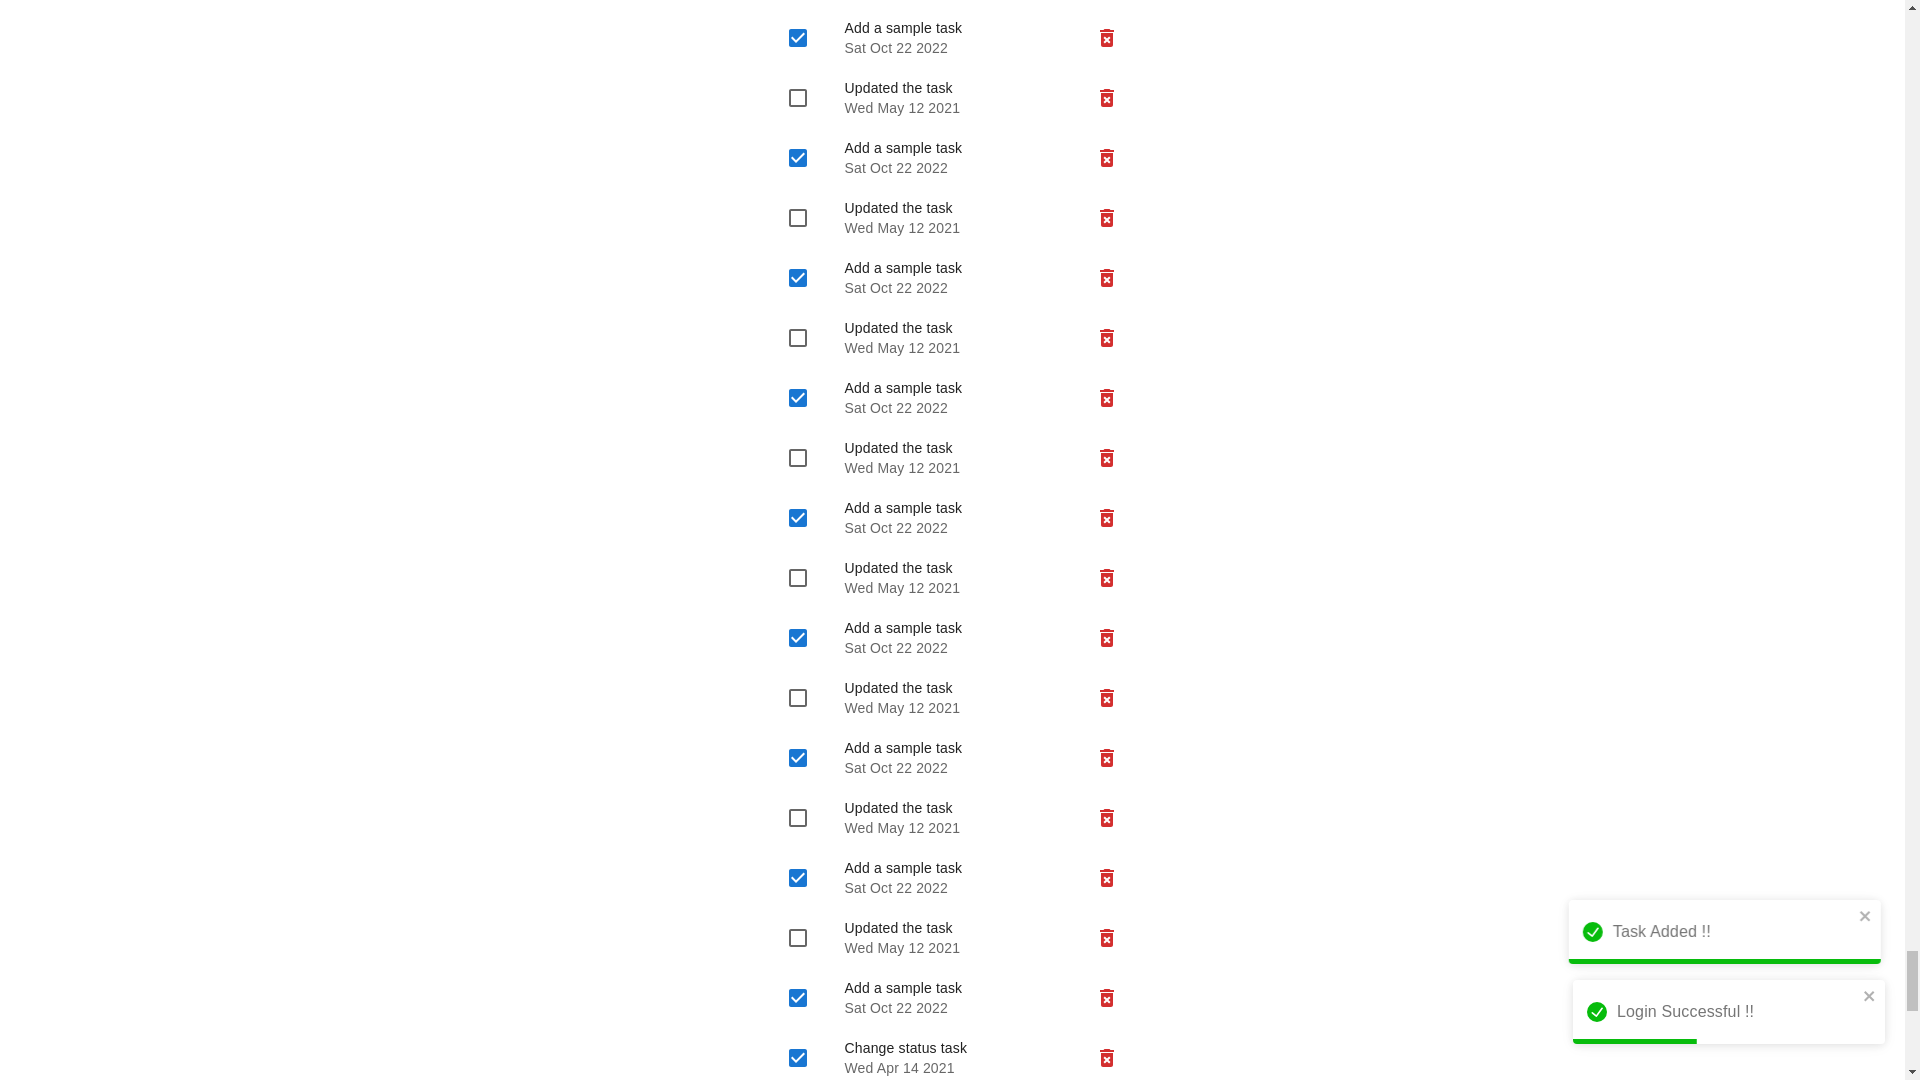 Add a sample task
Sat Oct 22 2022
Updated the task
Wed May 12 2021
Add a sample task
Sat Oct 22 2022
Updated the task
Wed May 12 2021
Add a sample task
Sat Oct 22 2022
Updated the task
Wed May 12 2021
Add a sample task
Sat Oct 22 2022
Updated the task
Wed May 12 2021
Add a sample task
Sat Oct 22 2022
Updated the task
Wed May 12 2021
Add a sample task
Sat Oct 22 2022
Updated the task
Wed May 12 2021
Add a sample task
Sat Oct 22 2022
Updated the task
Wed May 12 2021
Add a sample task
Sat Oct 22 2022
Updated the task
Wed May 12 2021
Add a sample task
Sat Oct 22 2022
Change status task
Wed Apr 14 2021
Task Added !!
Login Successful !!